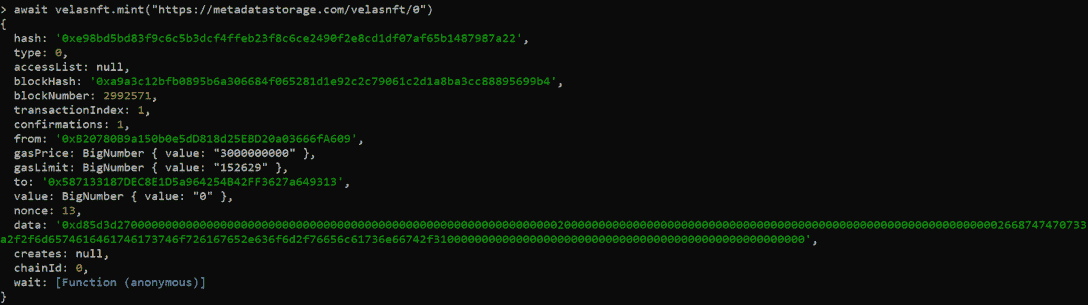 > await velasnft.mint("https://metadatastorage.com/velasnft/0")
{
hash: '0xe98bd5bd83f9c6c5b3dcf4ffeb23f8c6ce2490f2e8cd1df07af65b1487987a22',
type: 0,
accessList: null,
blockHash: '0xa9a3c12bfb0895b6a306684f065281d1e92c2c79061c2d1a8ba3cc88895699b4',
blockNumber: 2992571,
transactionIndex: 1,
confirmations: 1,
from: '0xB20780B9a150b0e5dD818d25EBD20a03666fA609',
gasPrice: BigNumber { value: "3000000000" },
gasLimit: BigNumber { value: "152629" },
to: '0x587133187DEC8E1D5a964254B42FF3627a649313',
value: BigNumber { value: "0" },
nonce: 13,
data: '0xd85d3d270000000000000000000000000000000000000000000000000000000000000020000000000000000000000000000000000000000000000000000000000000002668747470733
a2f2f6d6574616461746173746f726167652e636f6d2f76656c61736e66742f310000000000000000000000000000000000000000000000000000',
creates: null,
chainId: 0,
wait: [Function (anonymous)]
}